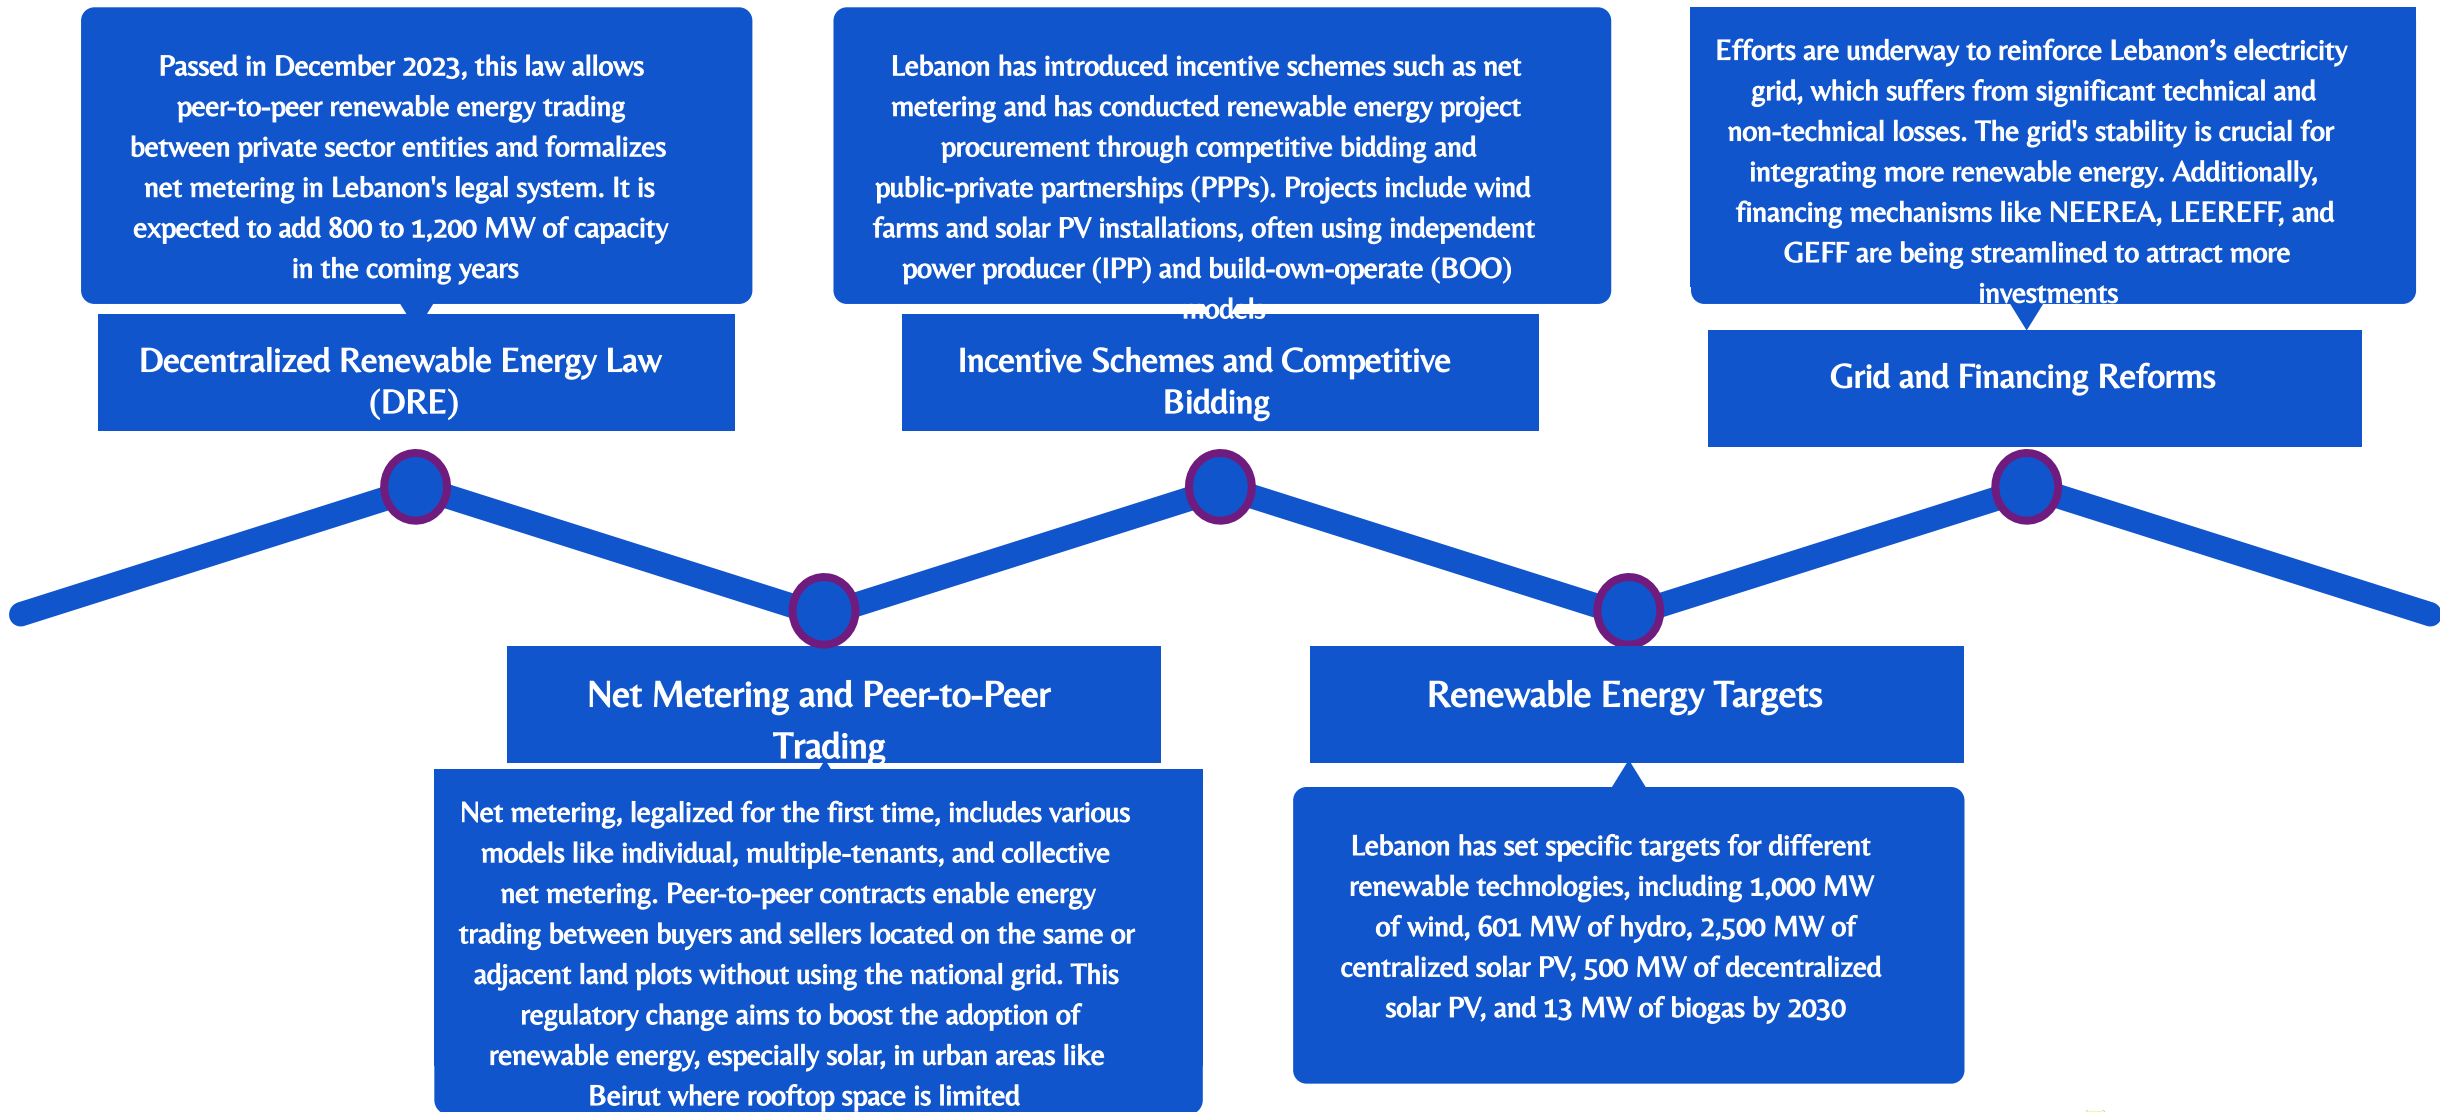 Passed in December 2023, this law allows
peer-to-peer renewable energy trading
between private sector entities and formalizes
net metering in Lebanon's legal system. It is
expected to add 800 to 1,200 MW of capacity
in the coming years
Decentralized Renewable Energy Law
(DRE)
Lebanon has introduced incentive schemes such as net
metering and has conducted renewable energy project
procurement through competitive bidding and
public-private partnerships (PPPs). Projects include wind
farms and solar PV installations, often using independent
power producer (IPP) and build-own-operate (BOO)
models
Incentive Schemes and Competitive
Bidding
Efforts are underway to reinforce Lebanon’s electricity
grid, which suffers from significant technical and
non-technical losses. The grid's stability is crucial for
integrating more renewable energy. Additionally,
financing mechanisms like NEEREA, LEEREFF, and
GEFF are being streamlined to attract more
investments
Grid and Financing Reforms
Net Metering and Peer-to-Peer
Trading
Net metering, legalized for the first time, includes various
models like individual, multiple-tenants, and collective
net metering. Peer-to-peer contracts enable energy
trading between buyers and sellers located on the same or
adjacent land plots without using the national grid. This
regulatory change aims to boost the adoption of
renewable energy, especially solar, in urban areas like
Beirut where rooftop space is limited
Renewable Energy Targets
Lebanon has set specific targets for different
renewable technologies, including 1,000 MW
of wind, 601 MW of hydro, 2,500 MW of
centralized solar PV, 500 MW of decentralized
solar PV, and 13 MW of biogas by 2030